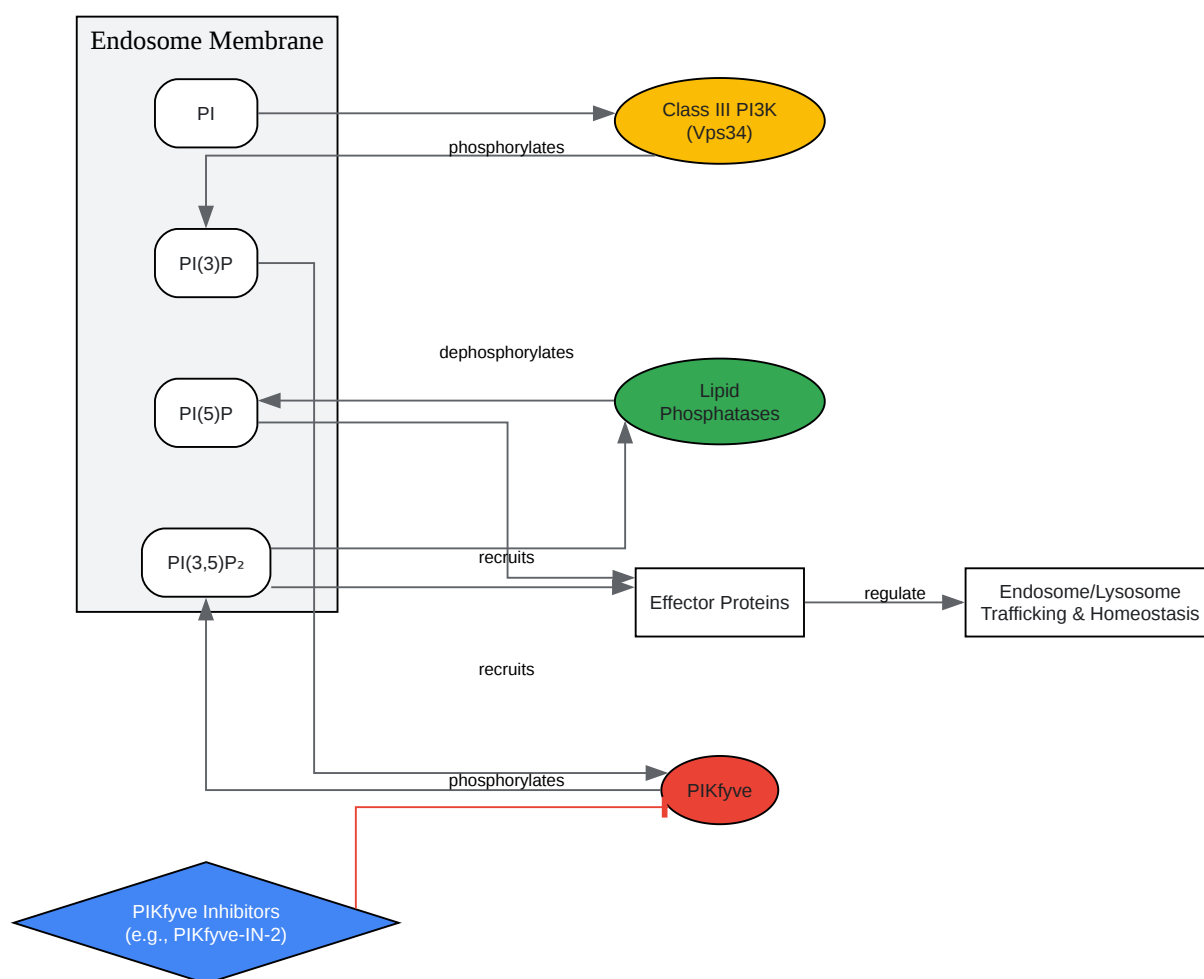 Endosome Membrane
PI
Class III PI3K
(Vps34)
phosphorylates
PI(3)P
dephosphorylates
Lipid
Phosphatases
PI(5)P
PI(3,5)P₂
recruits
Effector Proteins
regulate
Endosome/Lysosome
Trafficking & Homeostasis
recruits
phosphorylates
PIKfyve
PIKfyve Inhibitors
(e.g., PIKfyve-IN-2)